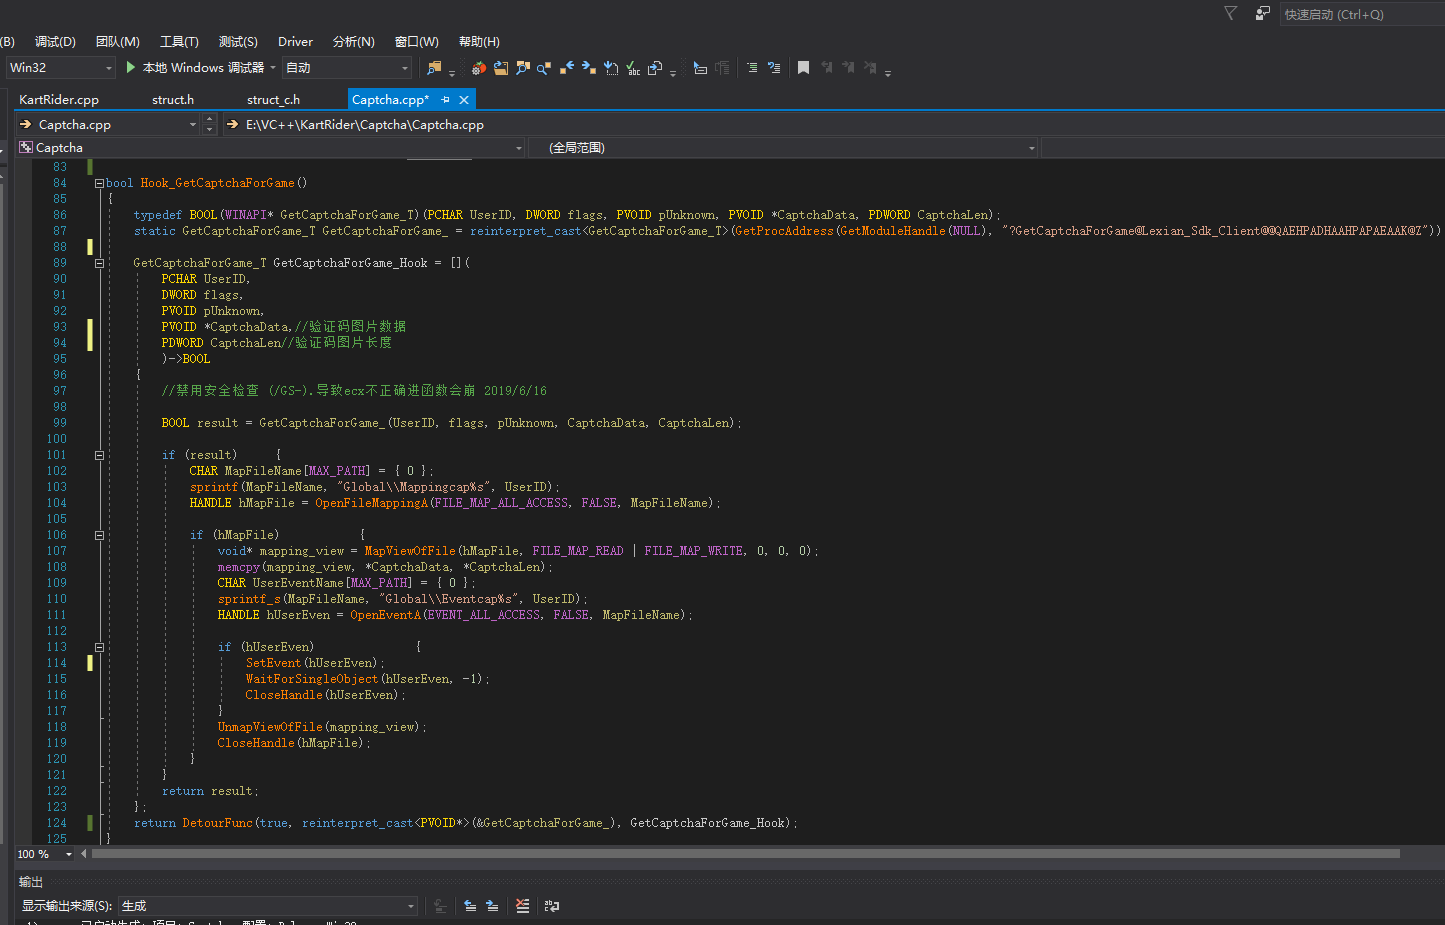 快速启动 (Ctrl+Q)
(B) 调试(D) 团队(M) 工具(T) 测试(S) Driver 分析(N) 窗口(W) 帮助(H)
Win32 本地 Windows 调试器 自动
KartRider.cpp struct.h struct_c.h Captcha.cpp*
Captcha.cpp E:\VC++\KartRider\Captcha\Captcha.cpp
Captcha (全局范围)
83
84 bool Hook_GetCaptchaForGame()
85 {
86 typedef BOOL(WINAPI* GetCaptchaForGame_T)(PCHAR UserID, DWORD flags, PVOID pUnknown, PVOID *CaptchaData, PDWORD CaptchaLen);
87 static GetCaptchaForGame_T GetCaptchaForGame_ = reinterpret_cast<GetCaptchaForGame_T>(GetProcAddress(GetModuleHandle(NULL), "?GetCaptchaForGame@Lexian_Sdk_Client@@QAEHPADHAAHPAPAEAAK@Z"))
88
89 GetCaptchaForGame_T GetCaptchaForGame_Hook = [](
90 PCHAR UserID,
91 DWORD flags,
92 PVOID pUnknown,
93 PVOID *CaptchaData,//验证码图片数据
94 PDWORD CaptchaLen//验证码图片长度
95 )->BOOL
96 {
97 //禁用安全检查 (/GS-).导致ecx不正确进函数会崩 2019/6/16
98
99 BOOL result = GetCaptchaForGame_(UserID, flags, pUnknown, CaptchaData, CaptchaLen);
100
101 if (result) {
102 CHAR MapFileName[MAX_PATH] = { 0 };
103 sprintf(MapFileName, "Global\\Mappingcap%s", UserID);
104 HANDLE hMapFile = OpenFileMappingA(FILE_MAP_ALL_ACCESS, FALSE, MapFileName);
105
106 if (hMapFile) {
107 void* mapping_view = MapViewOfFile(hMapFile, FILE_MAP_READ | FILE_MAP_WRITE, 0, 0, 0);
108 memcpy(mapping_view, *CaptchaData, *CaptchaLen);
109 CHAR UserEventName[MAX_PATH] = { 0 };
110 sprintf_s(MapFileName, "Global\\Eventcap%s", UserID);
111 HANDLE hUserEven = OpenEventA(EVENT_ALL_ACCESS, FALSE, MapFileName);
112
113 if (hUserEven) {
114 SetEvent(hUserEven);
115 WaitForSingleObject(hUserEven, -1);
116 CloseHandle(hUserEven);
117 }
118 UnmapViewOfFile(mapping_view);
119 CloseHandle(hMapFile);
120 }
121 }
122 return result;
123 };
124 return DetourFunc(true, reinterpret_cast<PVOID*>(&GetCaptchaForGame_), GetCaptchaForGame_Hook);
125 }
100 %
输出
显示输出来源(S): 生成